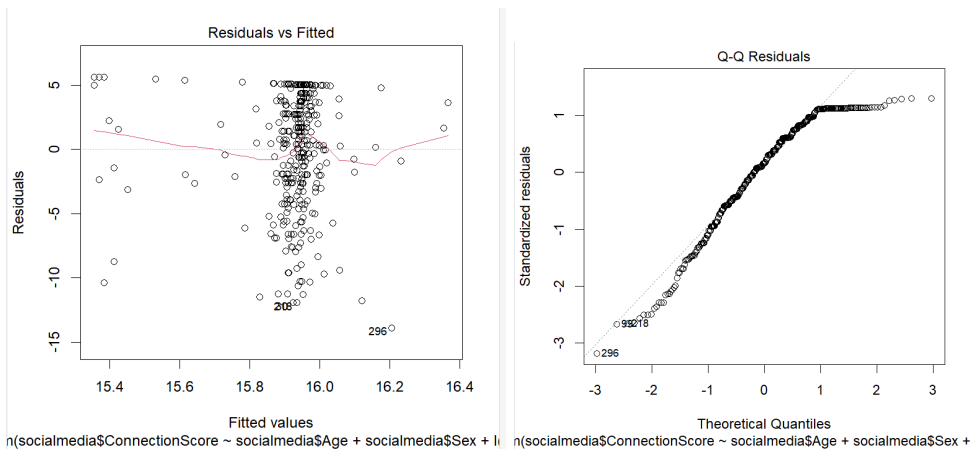 Residuals vs Fitted
Residuals
5
0
-5
-10
-15
296
15.4 15.6 15.8 16.0 16.2 16.4
Fitted values
m(socialmedia$ConnectionScore ~ socialmedia$Age + socialmedia$Sex + l
Q-Q Residuals
Standardized residuals
1
0
-1
-2
-3
218
296
-3 -2 -1 0 1 2 3
Theoretical Quantiles
n(socialmedia$ConnectionScore ~ socialmedia$Age + socialmedia$Sex +